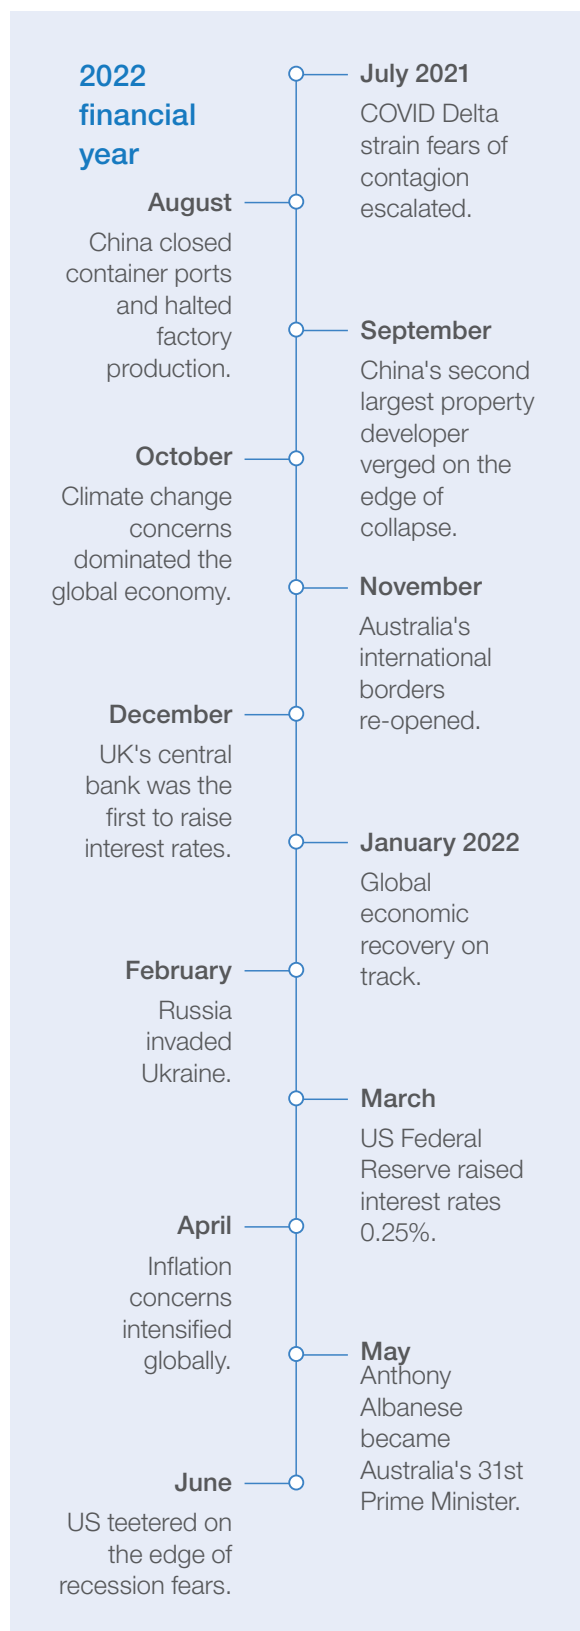 2022
financial
year
July 2021
COVID Delta
strain fears of
contagion
escalated.
August
China closed
container ports
and halted
factory
production.
September
China's second
largest property
developer
verged on the
edge of
collapse.
October
Climate change
concerns
dominated the
global economy.
November
Australia's
international
borders
re-opened.
December
UK's central
bank was the
first to raise
interest rates.
January 2022
Global
economic
recovery on
track.
February
Russia
invaded
Ukraine.
March
US Federal
Reserve raised
interest rates
0.25%.
April
Inflation
concerns
intensified
globally.
May
Anthony
Albanese
became
Australia's 31st
Prime Minister.
June
US teetered on
the edge of
recession fears.